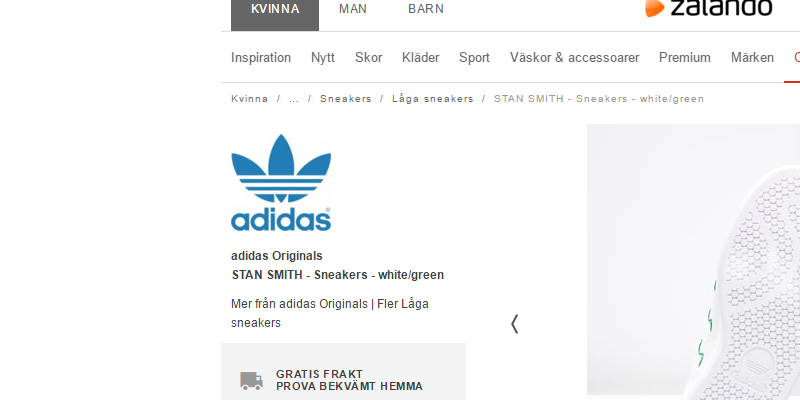 KVINNA MAN BARN
zalando
Inspiration Nytt Skor Kläder Sport Väskor & accessoarer Premium Märken
Kvinna / ... / Sneakers / Låga sneakers / STAN SMITH - Sneakers - white/green
adidas®
adidas Originals
STAN SMITH - Sneakers - white/green
Mer från adidas Originals | Fler Låga
sneakers
GRATIS FRAKT
PROVA BEKVÄMT HEMMA